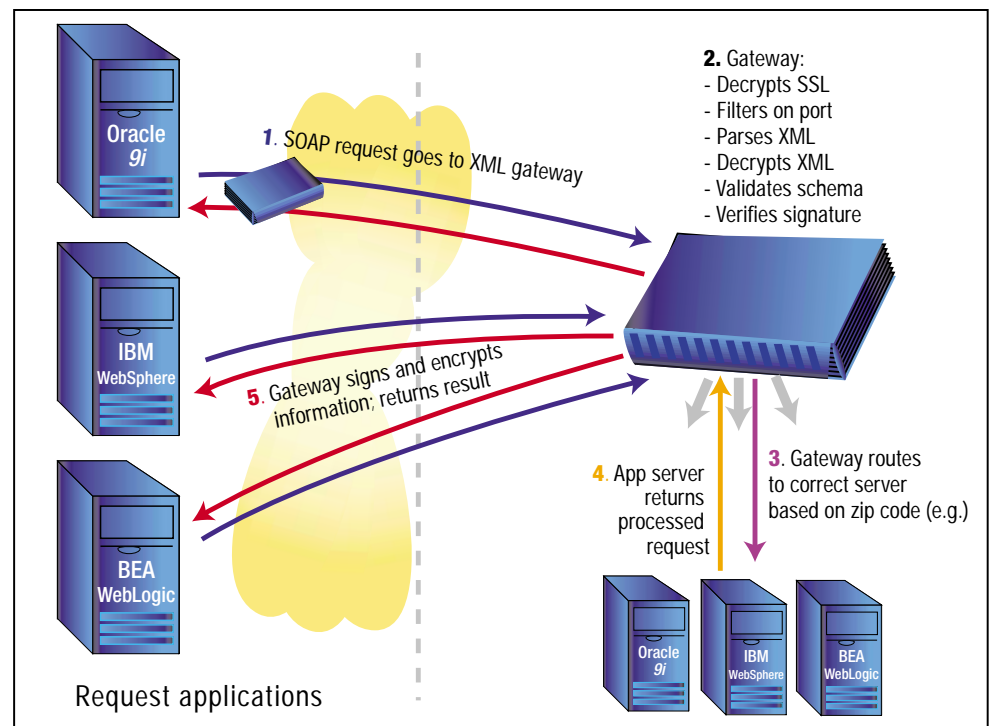 Oracle
9i
1. SOAP request goes to XML gateway
2. Gateway:
- Decrypts SSL
- Filters on port
- Parses XML
- Decrypts XML
- Validates schema
- Verifies signature
IBM
WebSphere
5. Gateway signs and encrypts
information; returns result
BEA
WebLogic
4. App server
returns
processed
request
3. Gateway routes
to correct server
based on zip code (e.g.)
Oracle
9i
IBM
WebSphere
BEA
WebLogic
Request applications